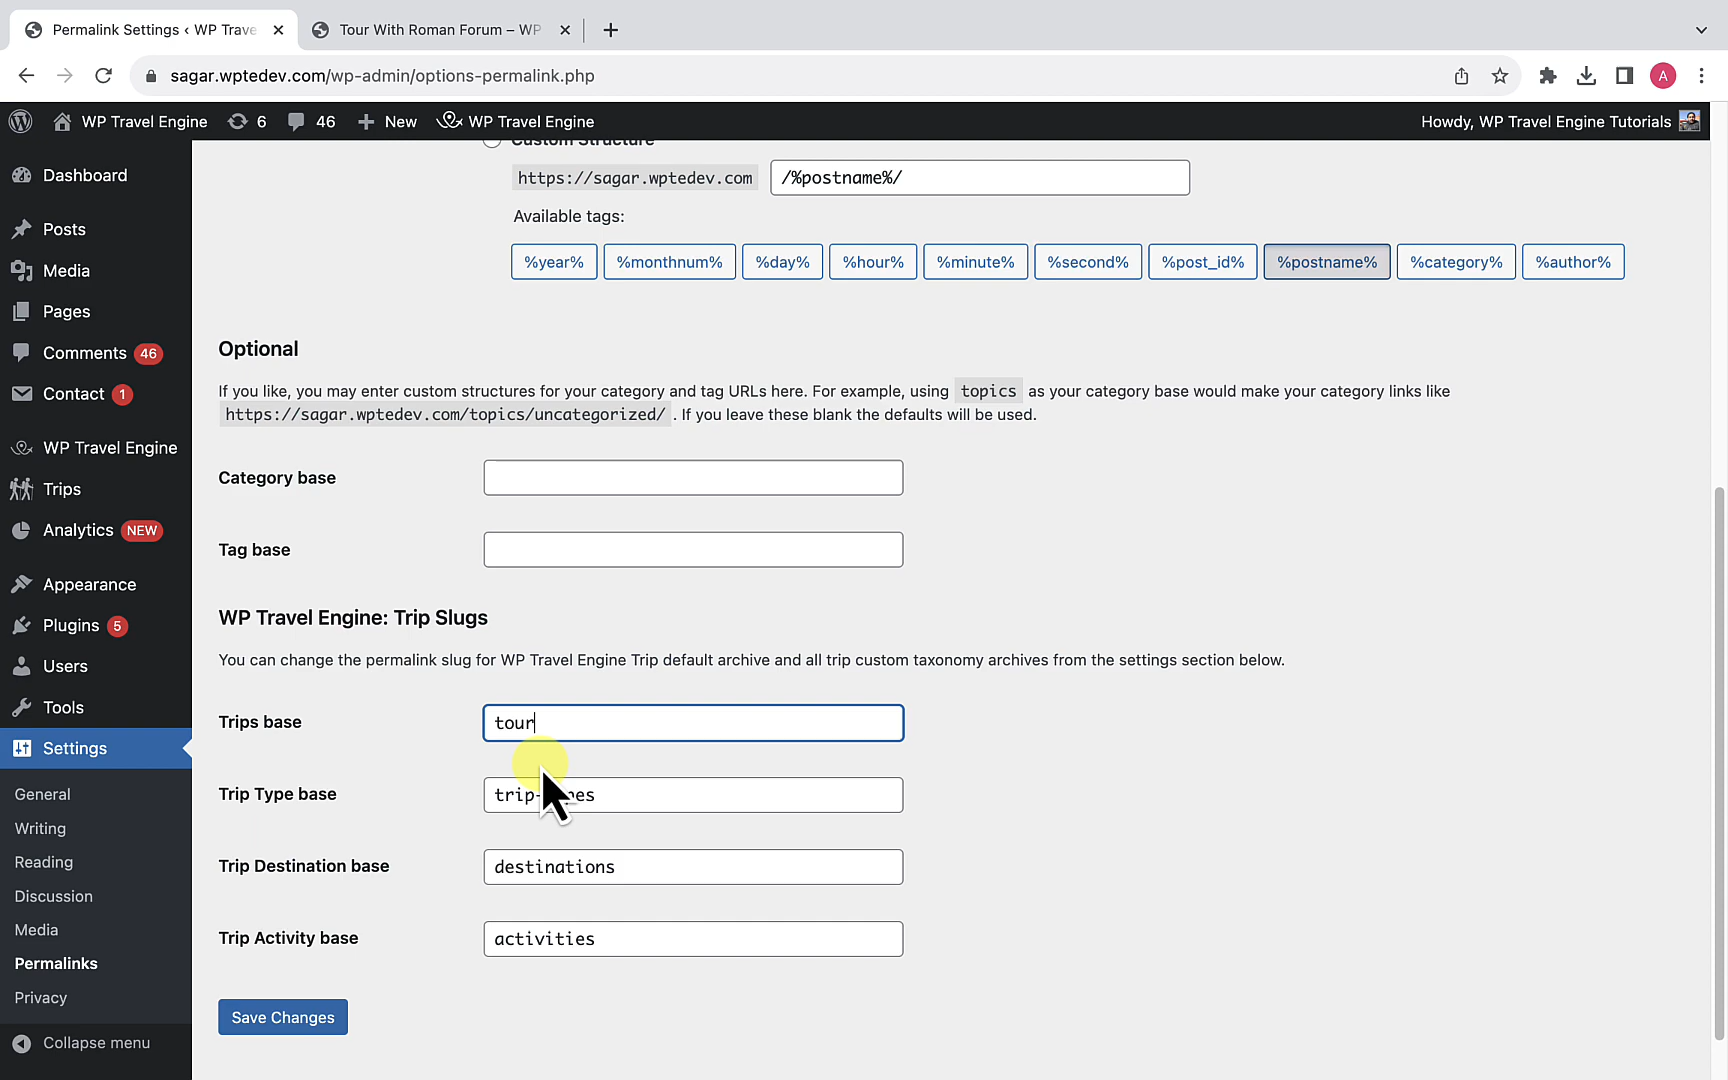 Permalink Settings ‹ WP Trave
Tour With Roman Forum – WP
sagar.wptedev.com/wp-admin/options-permalink.php
A
WP Travel Engine
6
46
New
WP Travel Engine
Howdy, WP Travel Engine Tutorials
Dashboard
Posts
Media
Pages
Comments 46
Contact 1
WP Travel Engine
Trips
Analytics NEW
Appearance
Plugins 5
Users
Tools
Settings
General
Writing
Reading
Discussion
Media
Permalinks
Privacy
Collapse menu
Custom Structure
https://sagar.wptedev.com /%postname%/
Available tags:
%year% %monthnum% %day% %hour% %minute% %second% %post_id% %postname% %category% %author%
Optional
If you like, you may enter custom structures for your category and tag URLs here. For example, using topics as your category base would make your category links like
https://sagar.wptedev.com/topics/uncategorized/ . If you leave these blank the defaults will be used.
Category base
Tag base
WP Travel Engine: Trip Slugs
You can change the permalink slug for WP Travel Engine Trip default archive and all trip custom taxonomy archives from the settings section below.
Trips base tour
Trip Type base
Trip Destination base destinations
Trip Activity base activities
Save Changes